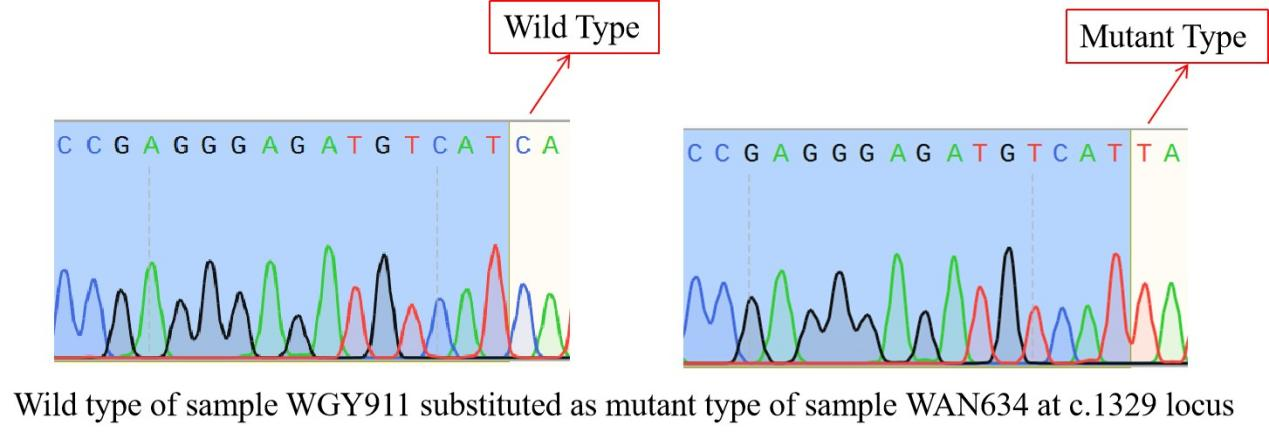 Wild Type
Mutant Type
C C G A G G G A G A T G T C A T C A
C C G A G G G A G A T G T C A T T A
Wild type of sample WGY911 substituted as mutant type of sample WAN634 at c.1329 locus